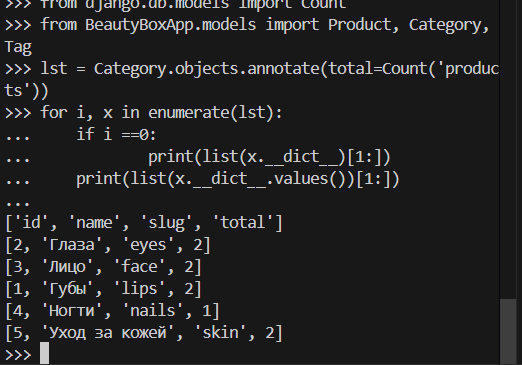 >>> from django.db.models import Count
>>> from BeautyBoxApp.models import Product, Category,
Tag
>>> lst = Category.objects.annotate(total=Count('produc
ts'))
>>> for i, x in enumerate(lst):
...     if i ==0:
...             print(list(x.__dict__)[1:])
...     print(list(x.__dict__.values())[1:])
...
['id', 'name', 'slug', 'total']
[2, 'Глаза', 'eyes', 2]
[3, 'Лицо', 'face', 2]
[1, 'Губы', 'lips', 2]
[4, 'Ногти', 'nails', 1]
[5, 'Уход за кожей', 'skin', 2]
>>>